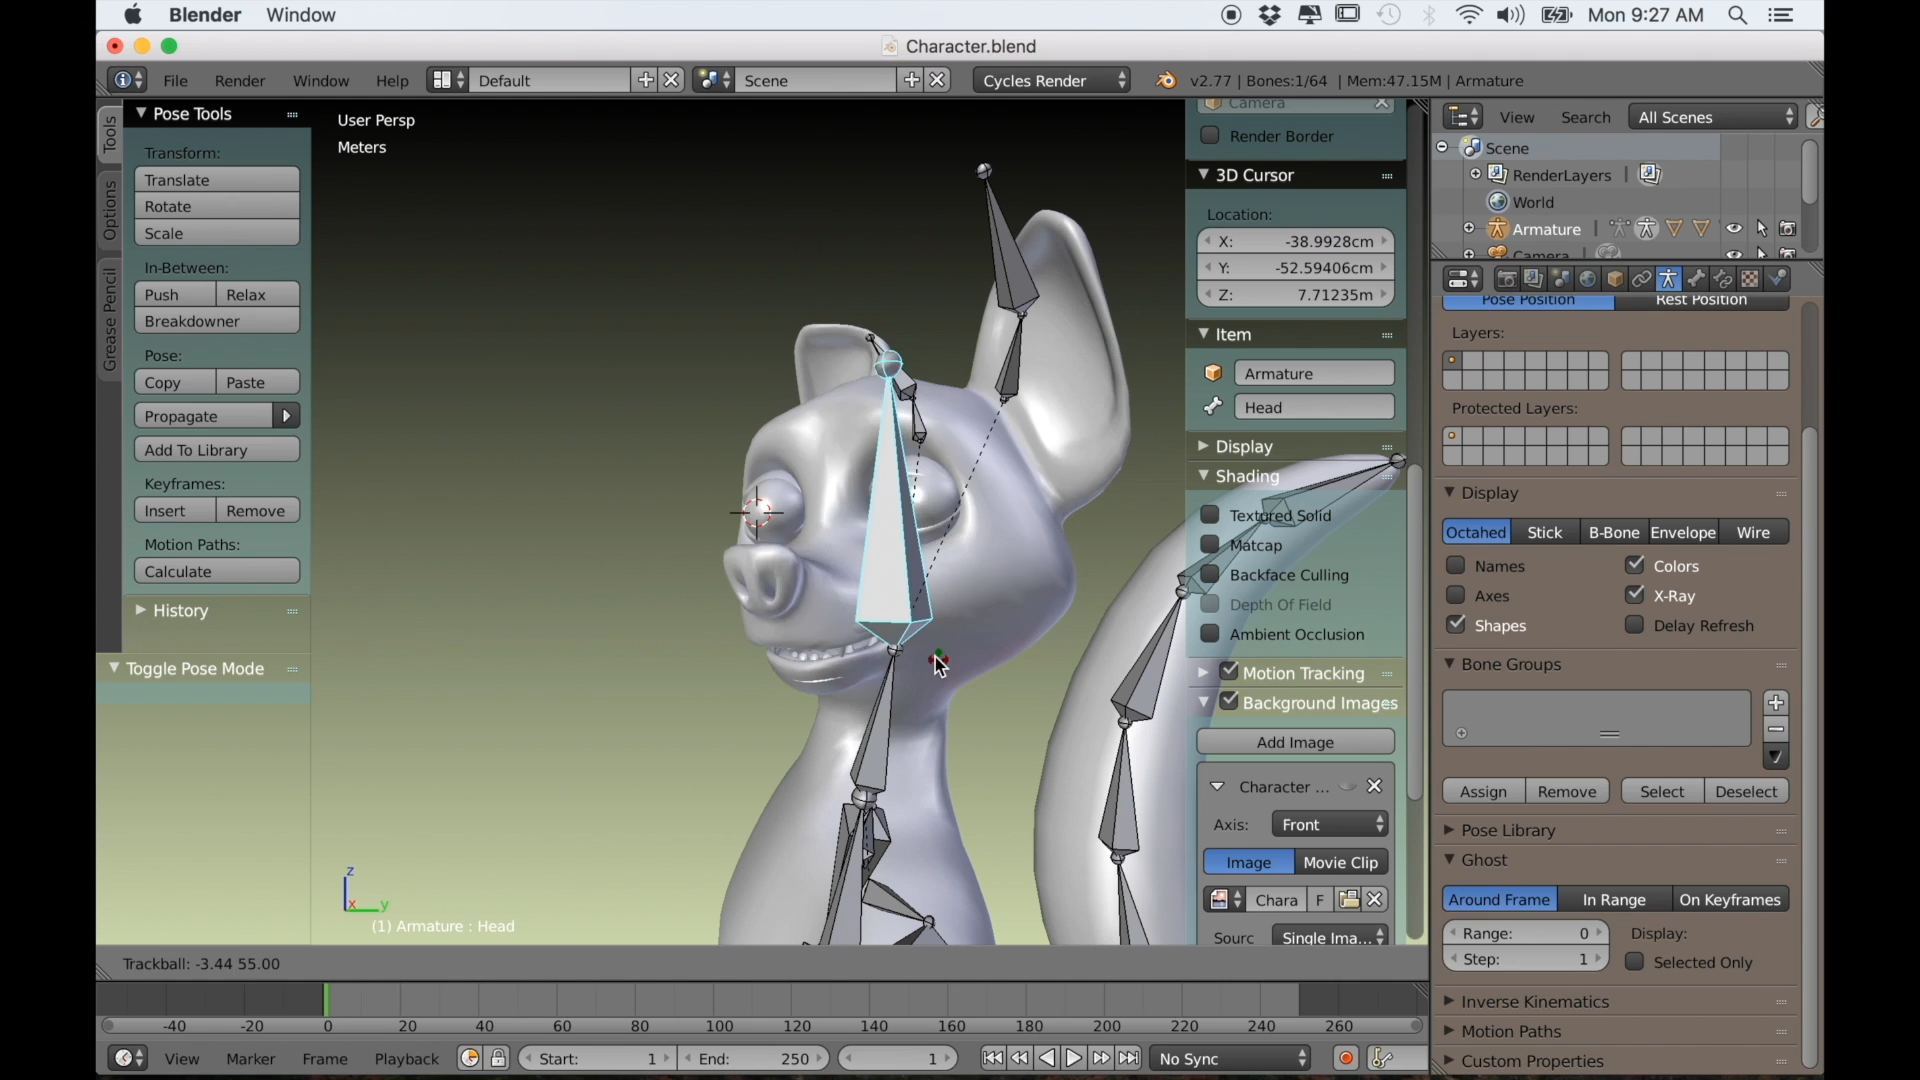 Blender Window Mon 9:27 AM
Character.blend
File Render Window Help Default Scene Cycles Render v2.77 | Bones:1/64 | Mem:47.15M | Armature
Tools
Options
Grease Pencil
Pose Tools
Transform:
Translate
Rotate
Scale
In-Between:
Push Relax
Breakdowner
Pose:
Copy Paste
Propagate
Add To Library
Keyframes:
Insert Remove
Motion Paths:
Calculate
History
Toggle Pose Mode
User Persp
Meters
z
x y
(1) Armature : Head
Camera
Render Border
3D Cursor
Location:
X: -38.9928cm
Y: -52.59406cm
Z: 7.71235m
Item
Armature
Head
Display
Shading
Textured Solid
Matcap
Backface Culling
Depth Of Field
Ambient Occlusion
Motion Tracking
Background Images
Add Image
Character ...
Axis: Front
Image Movie Clip
Chara F
Sourc Single Ima...
View Search All Scenes
Scene
RenderLayers
World
Armature
Camera
Pose Position Rest Position
Layers:
Protected Layers:
Display
Octahed Stick B-Bone Envelope Wire
Names Colors
Axes X-Ray
Shapes Delay Refresh
Bone Groups
Assign Remove Select Deselect
Pose Library
Ghost
Around Frame In Range On Keyframes
Range: 0 Display:
Step: 1 Selected Only
Inverse Kinematics
Motion Paths
Custom Properties
Trackball: -3.44 55.00
-40 -20 0 20 40 60 80 100 120 140 160 180 200 220 240 260
View Marker Frame Playback Start: 1 End: 250 1 No Sync